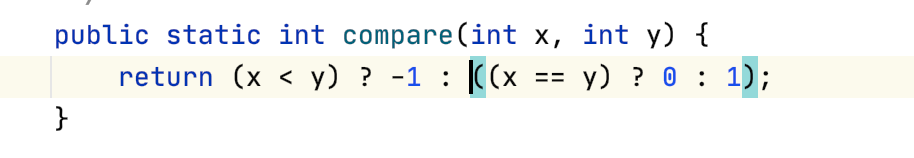 public static int compare(int x, int y) {
    return (x < y) ? -1 : ((x == y) ? 0 : 1);
}